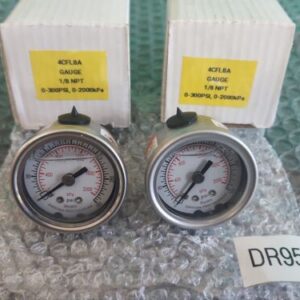 4CFL8A
GAUGE
1/8 NPT
0-300PSI, 0-2000kPa
4CFL8A
GAUGE
1/8 NPT
0-300PSI, 0-2000kPa
DR95